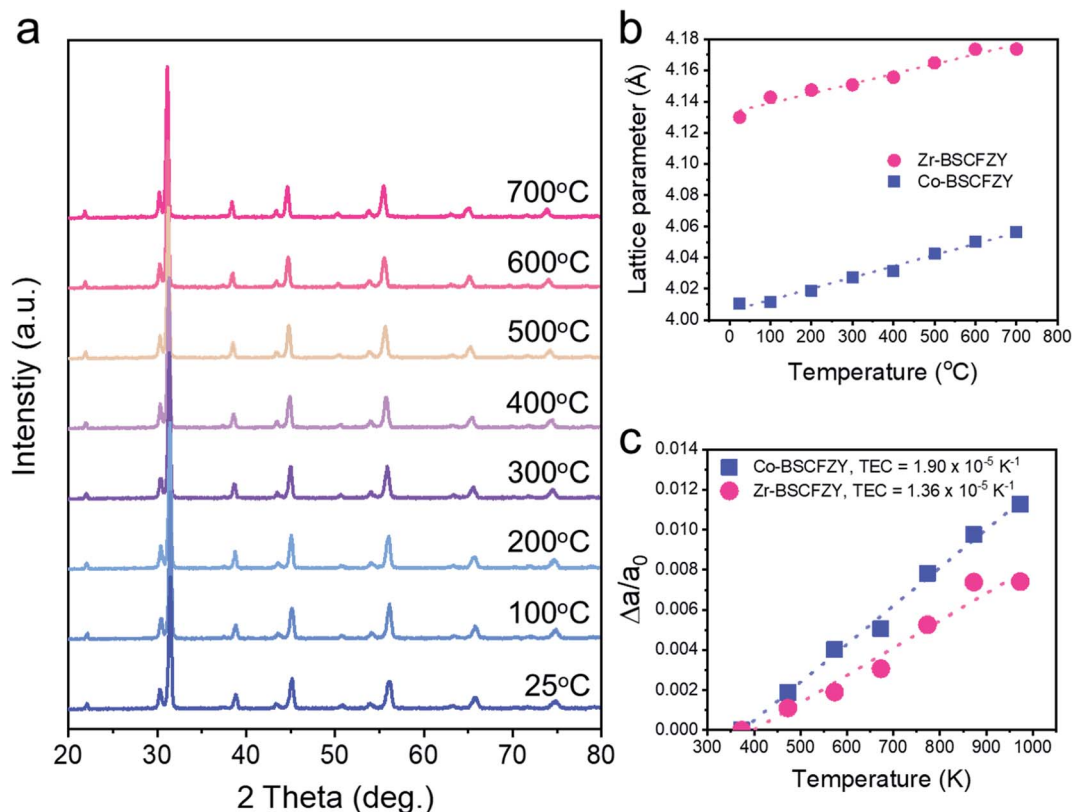 a
700°C
600°C
500°C
400°C
300°C
200°C
100°C
25°C
20 30 40 50 60 70 80
2 Theta (deg.)
Intenstiy (a.u.)
b
4.18
4.16
4.14
4.12
4.10
4.08
4.06
4.04
4.02
4.00
Lattice parameter (Å)
Zr-BSCFZY
Co-BSCFZY
0 100 200 300 400 500 600 700 800
Temperature (°C)
c
0.014
0.012
0.010
0.008
0.006
0.004
0.002
0.000
Δa/a₀
Co-BSCFZY, TEC = 1.90 x 10⁻⁵ K⁻¹
Zr-BSCFZY, TEC = 1.36 x 10⁻⁵ K⁻¹
300 400 500 600 700 800 900 1000
Temperature (K)